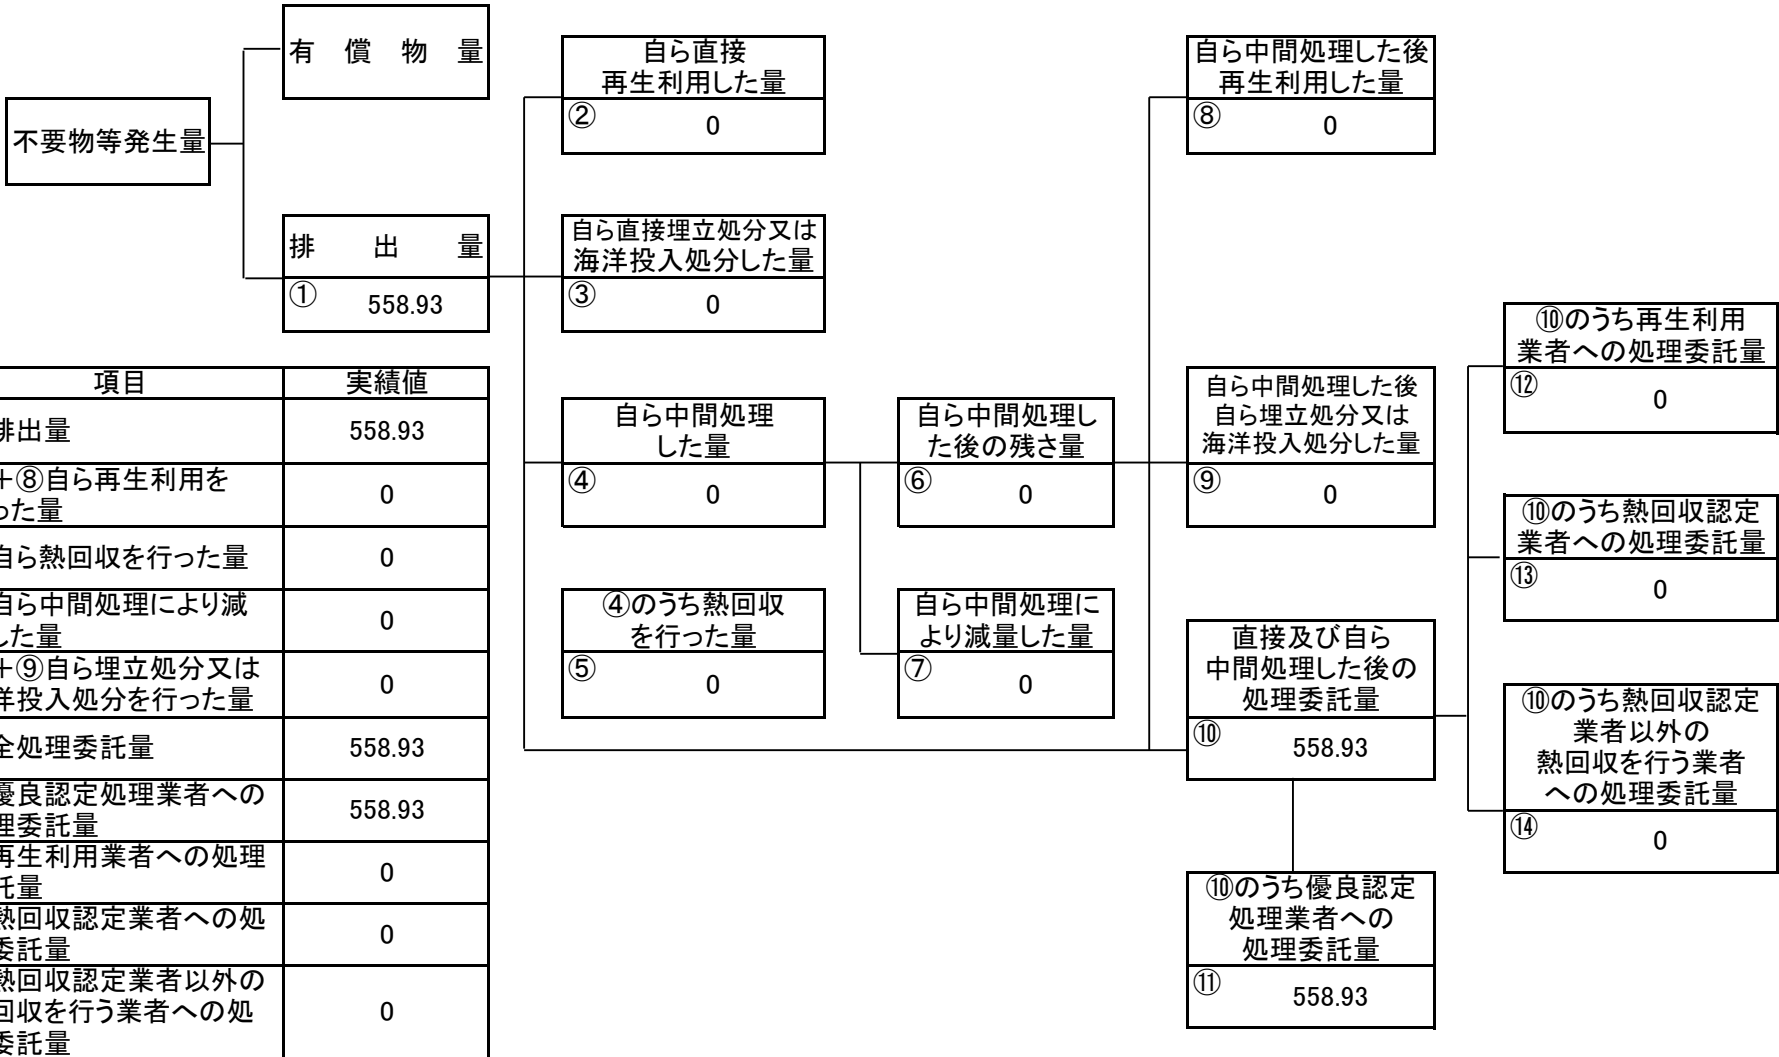 不要物等発生量
有償物量
排出量
① 558.93
自ら直接
再生利用した量
② 0
自ら直接埋立処分又は
海洋投入処分した量
③ 0
自ら中間処理
した量
④ 0
④のうち熱回収
を行った量
⑤ 0
自ら中間処理し
た後の残さ量
⑥ 0
自ら中間処理に
より減量した量
⑦ 0
自ら中間処理した後
再生利用した量
⑧ 0
自ら中間処理した後
自ら埋立処分又は
海洋投入処分した量
⑨ 0
直接及び自ら
中間処理した後の
処理委託量
⑩ 558.93
⑩のうち優良認定
処理業者への
処理委託量
⑪ 558.93
⑩のうち再生利用
業者への処理委託量
⑫ 0
⑩のうち熱回収認定
業者への処理委託量
⑬ 0
⑩のうち熱回収認定
業者以外の
熱回収を行う業者
への処理委託量
⑭ 0
項目 実績値
排出量 558.93
+⑧自ら再生利用を
った量 0
自ら熱回収を行った量 0
自ら中間処理により減
した量 0
+⑨自ら埋立処分又は
洋投入処分を行った量 0
全処理委託量 558.93
優良認定処理業者への
理委託量 558.93
再生利用業者への処理
託量 0
熱回収認定業者への処
委託量 0
熱回収認定業者以外の
回収を行う業者への処
委託量 0